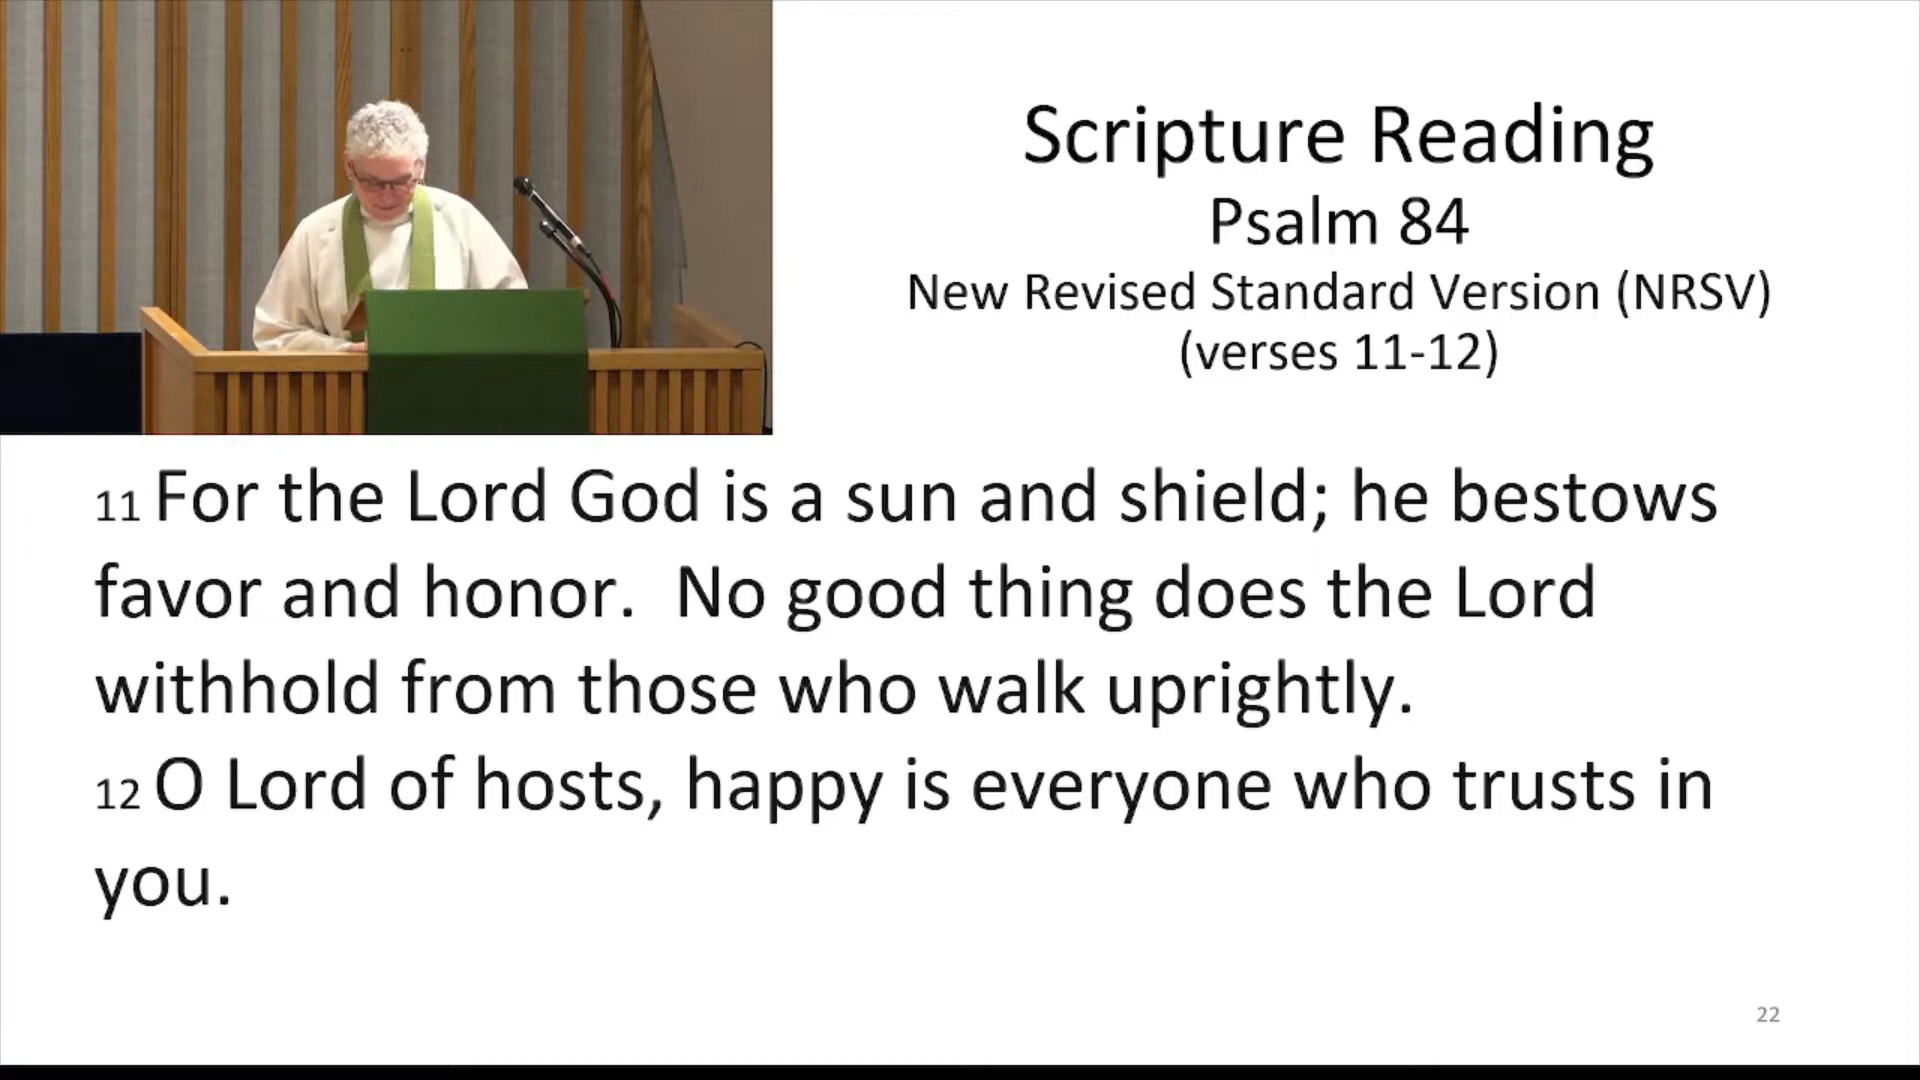 Scripture Reading
Psalm 84
New Revised Standard Version (NRSV)
(verses 11-12)
11 For the Lord God is a sun and shield; he bestows
favor and honor.  No good thing does the Lord
withhold from those who walk uprightly.
12 O Lord of hosts, happy is everyone who trusts in
you.
22